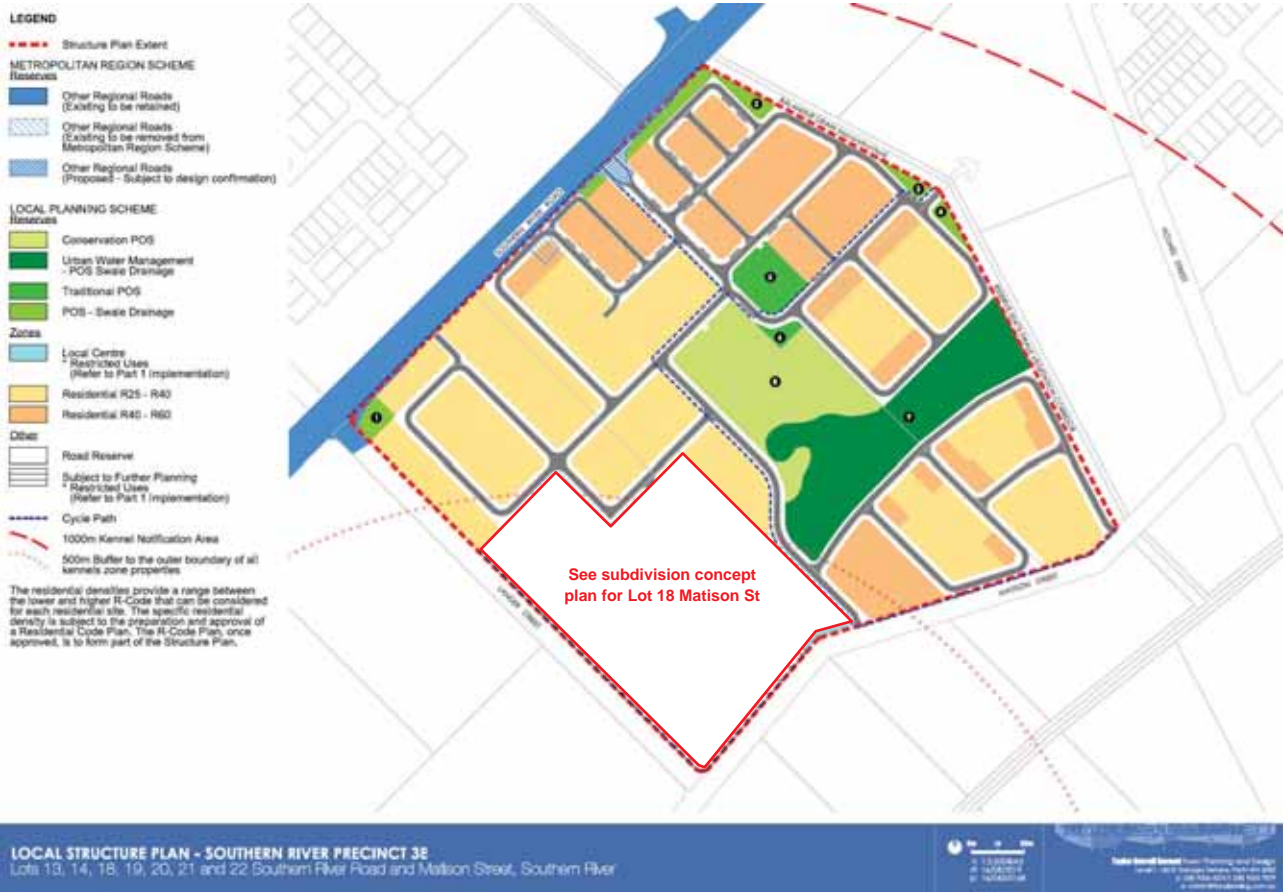 LEGEND
Structure Plan Extent
METROPOLITAN REGION SCHEME
Reserves
Other Regional Roads
(Existing to be retained)
Other Regional Roads
(Existing to be removed from
Metropolitan Region Scheme)
Other Regional Roads
(Proposed - Subject to design confirmation)
LOCAL PLANNING SCHEME
Reserves
Conservation POS
Urban Water Management
- POS Swale Drainage
Traditional POS
POS - Swale Drainage
Zones
Local Centre
* Restricted Uses
(Refer to Part 1 Implementation)
Residential R25 - R40
Residential R40 - R60
Other
Road Reserve
Subject to Further Planning
* Restricted Uses
(Refer to Part 1 Implementation)
Cycle Path
1000m Kennel Notification Area
500m Buffer to the outer boundary of all
kennels zone properties
The residential densities provide a range between
the lower and higher R-Code that can be considered
for each residential site. The specific residential
density is subject to the preparation and approval of
a Residential Code Plan. The R-Code Plan, once
approved, is to form part of the Structure Plan.
SOUTHERN RIVER ROAD
MATISON STREET
1
See subdivision concept
plan for Lot 18 Matison St
LOCAL STRUCTURE PLAN - SOUTHERN RIVER PRECINCT 3E
Lots 13, 14, 18, 19, 20, 21 and 22 Southern River Road and Matison Street, Southern River